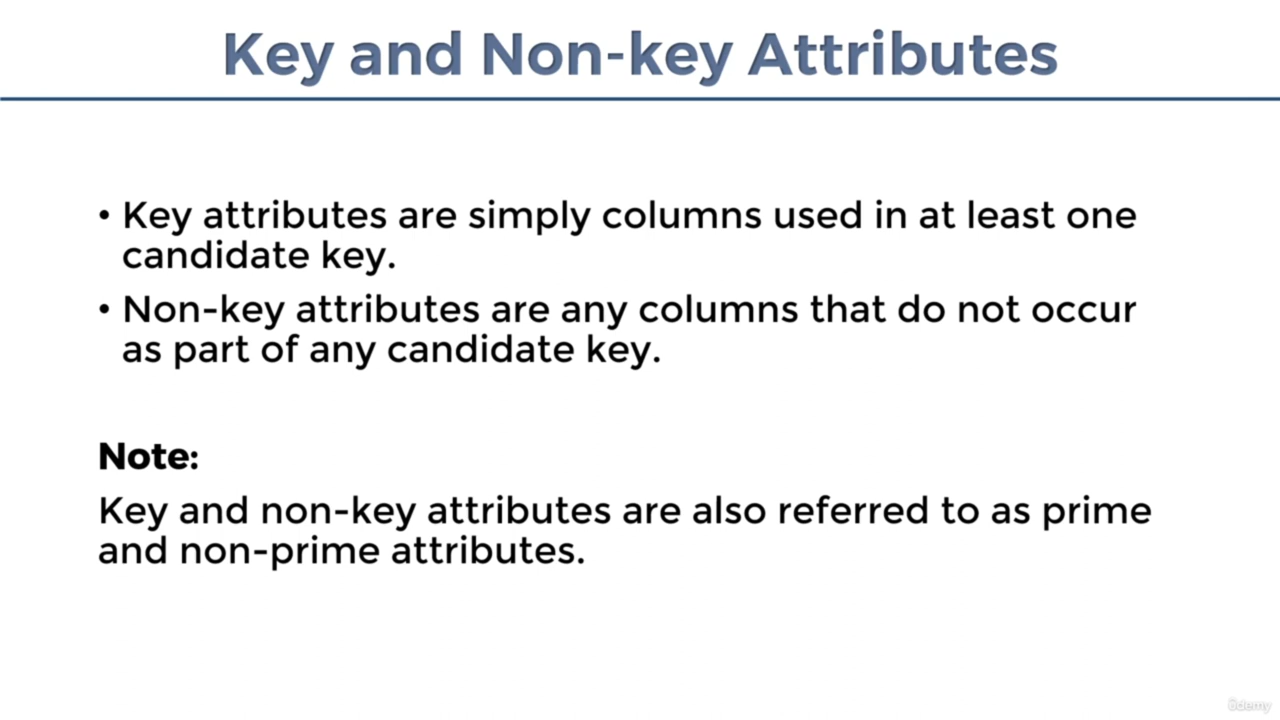 Key and Non-key Attributes
• Key attributes are simply columns used in at least one
candidate key.
• Non-key attributes are any columns that do not occur
as part of any candidate key.
Note:
Key and non-key attributes are also referred to as prime
and non-prime attributes.
ûdemy